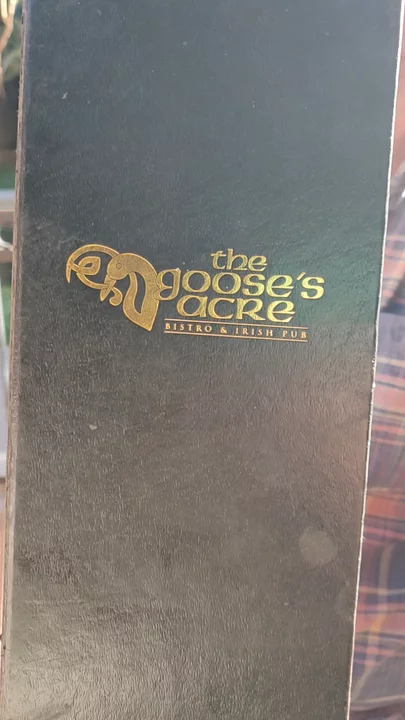 the
goose's
acre
BISTRO & IRISH PUB